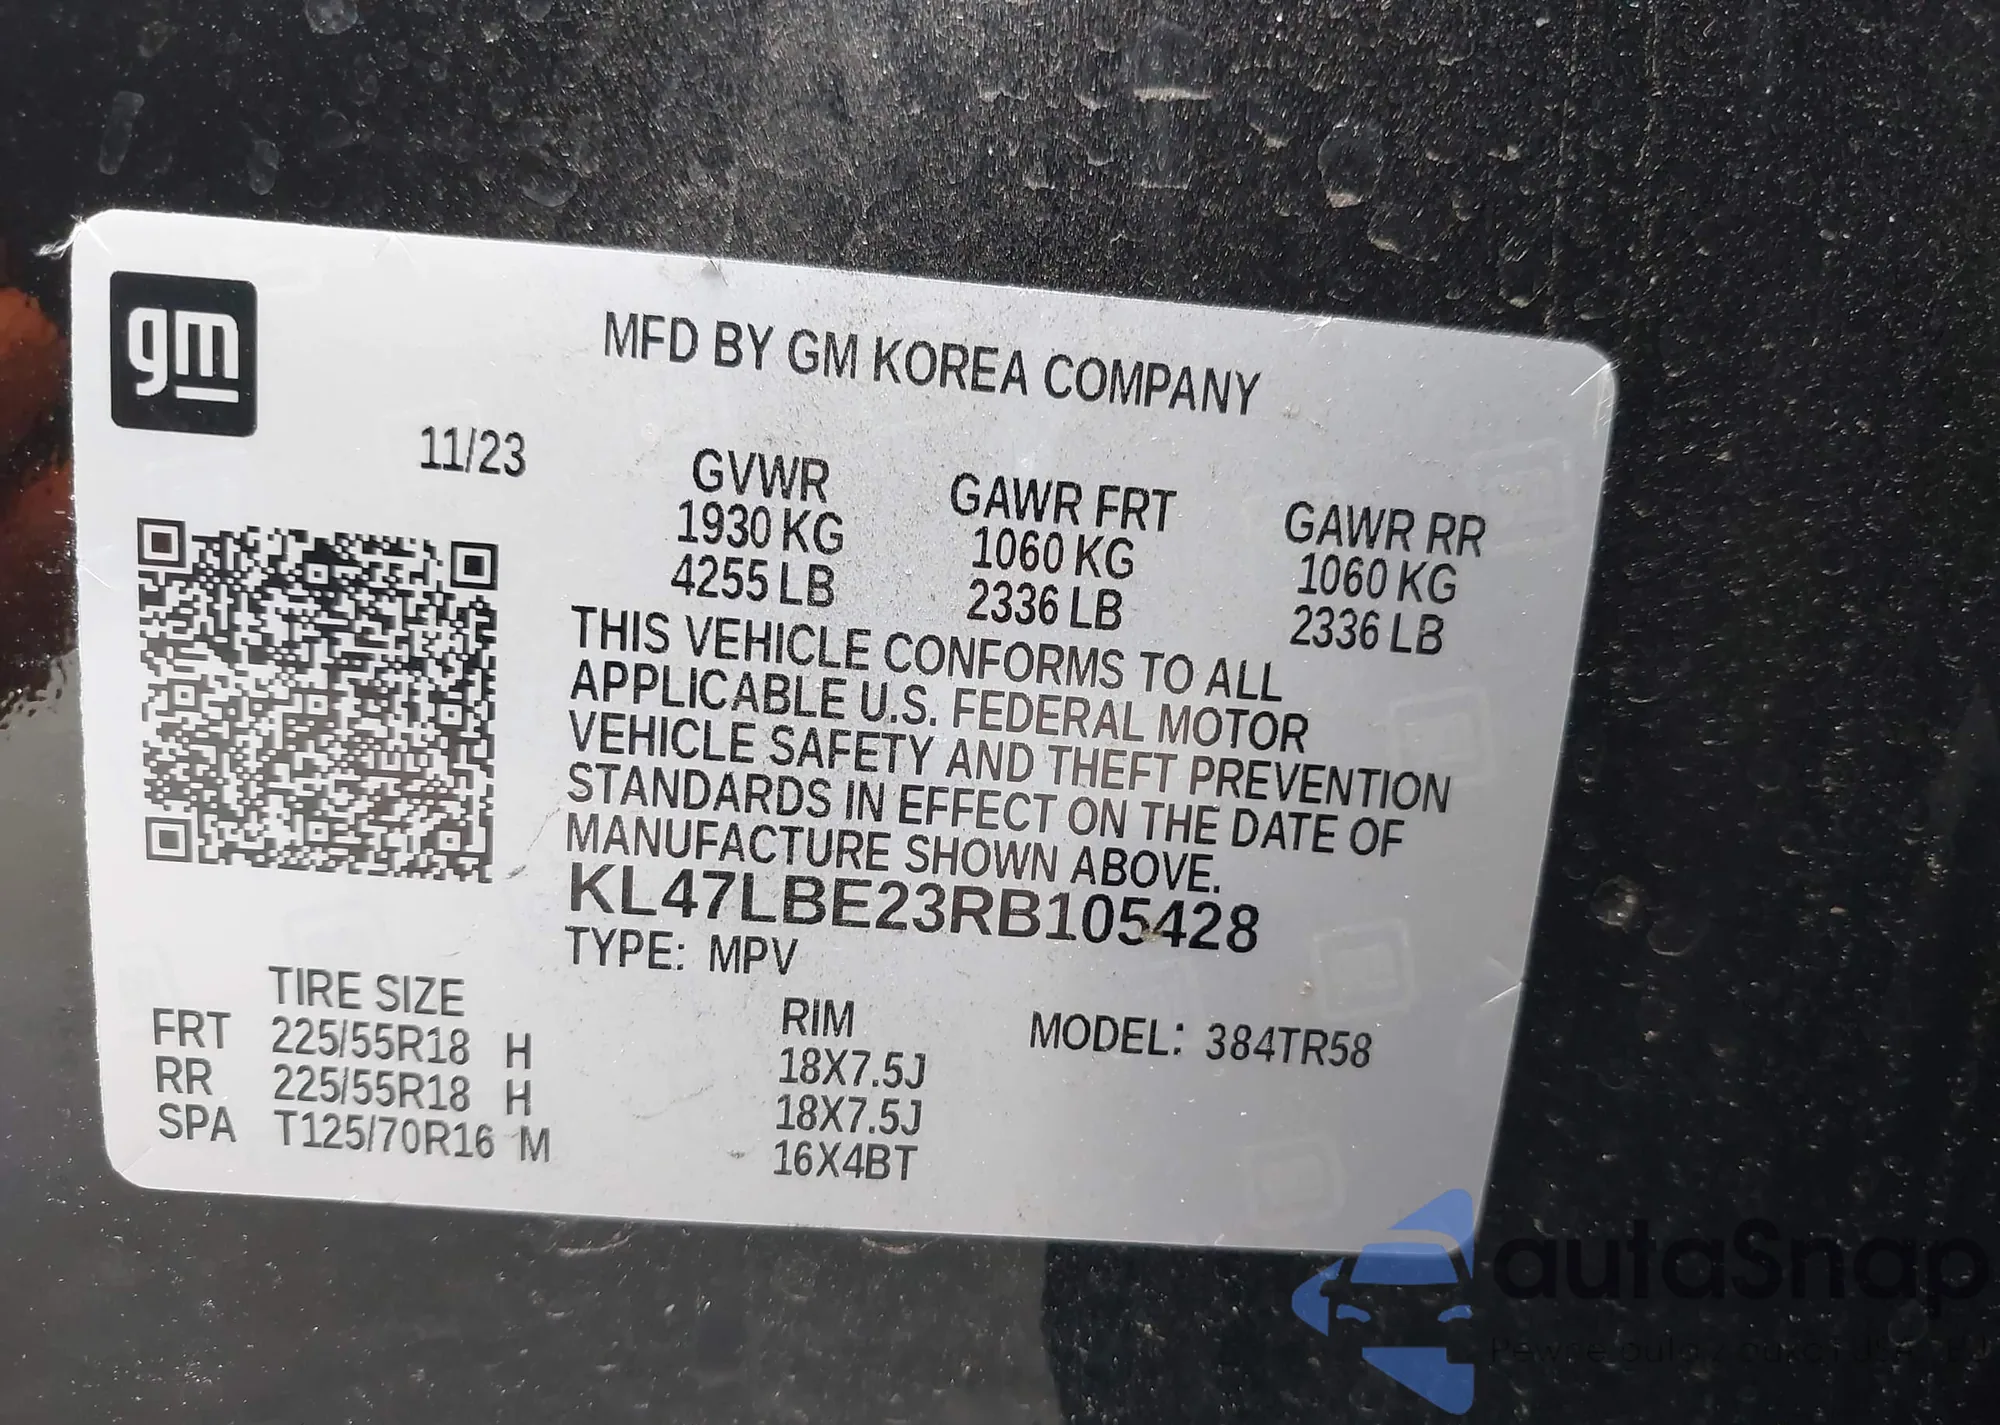 gm
MFD BY GM KOREA COMPANY
11/23
GVWR GAWR FRT GAWR RR
1930 KG 1060 KG 1060 KG
4255 LB 2336 LB 2336 LB
THIS VEHICLE CONFORMS TO ALL
APPLICABLE U.S. FEDERAL MOTOR
VEHICLE SAFETY AND THEFT PREVENTION
STANDARDS IN EFFECT ON THE DATE OF
MANUFACTURE SHOWN ABOVE.
KL47LBE23RB105428
TYPE: MPV
TIRE SIZE RIM MODEL: 384TR58
FRT 225/55R18 H 18X7.5J
RR 225/55R18 H 18X7.5J
SPA T125/70R16 M 16X4BT
autaSnap
Pewne auta z